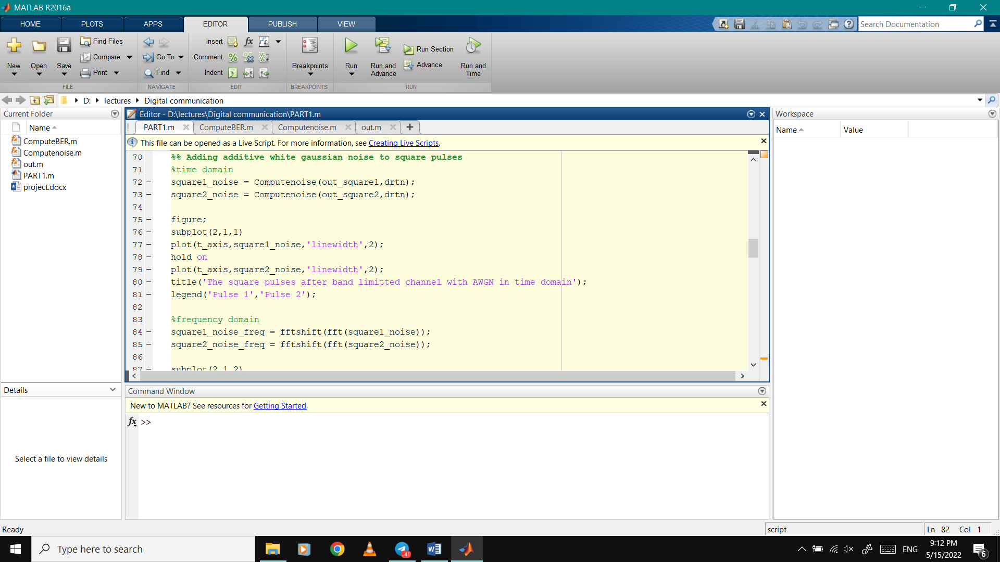 MATLAB R2016a
HOME
PLOTS
APPS
EDITOR
PUBLISH
VIEW
Search Documentation
New
Open
Save
Find Files
Compare
Print
FILE
Go To
Find
NAVIGATE
Insert
Comment
Indent
EDIT
Breakpoints
BREAKPOINTS
Run
Run and Advance
Run Section
Advance
Run and Time
RUN
D: lectures Digital communication
Current Folder
Name
ComputeBER.m
Computenoise.m
out.m
PART1.m
project.docx
Details
Select a file to view details
Editor - D:\lectures\Digital communication\PART1.m
PART1.m
ComputeBER.m
Computenoise.m
out.m
This file can be opened as a Live Script. For more information, see Creating Live Scripts.
70 %% Adding additive white gaussian noise to square pulses
71 %time domain
72 – square1_noise = Computenoise(out_square1,drtn);
73 – square2_noise = Computenoise(out_square2,drtn);
74
75 – figure;
76 – subplot(2,1,1)
77 – plot(t_axis,square1_noise,'linewidth',2);
78 – hold on
79 – plot(t_axis,square2_noise,'linewidth',2);
80 – title('The square pulses after band limitted channel with AWGN in time domain');
81 – legend('Pulse 1','Pulse 2');
82
83 %frequency domain
84 – square1_noise_freq = fftshift(fft(square1_noise));
85 – square2_noise_freq = fftshift(fft(square2_noise));
86
87 – subplot(2,1,2)
Command Window
New to MATLAB? See resources for Getting Started.
fx >>
Workspace
Name
Value
Ready
script
Ln 82 Col 1
Type here to search
41
ENG
9:12 PM
5/15/2022
6